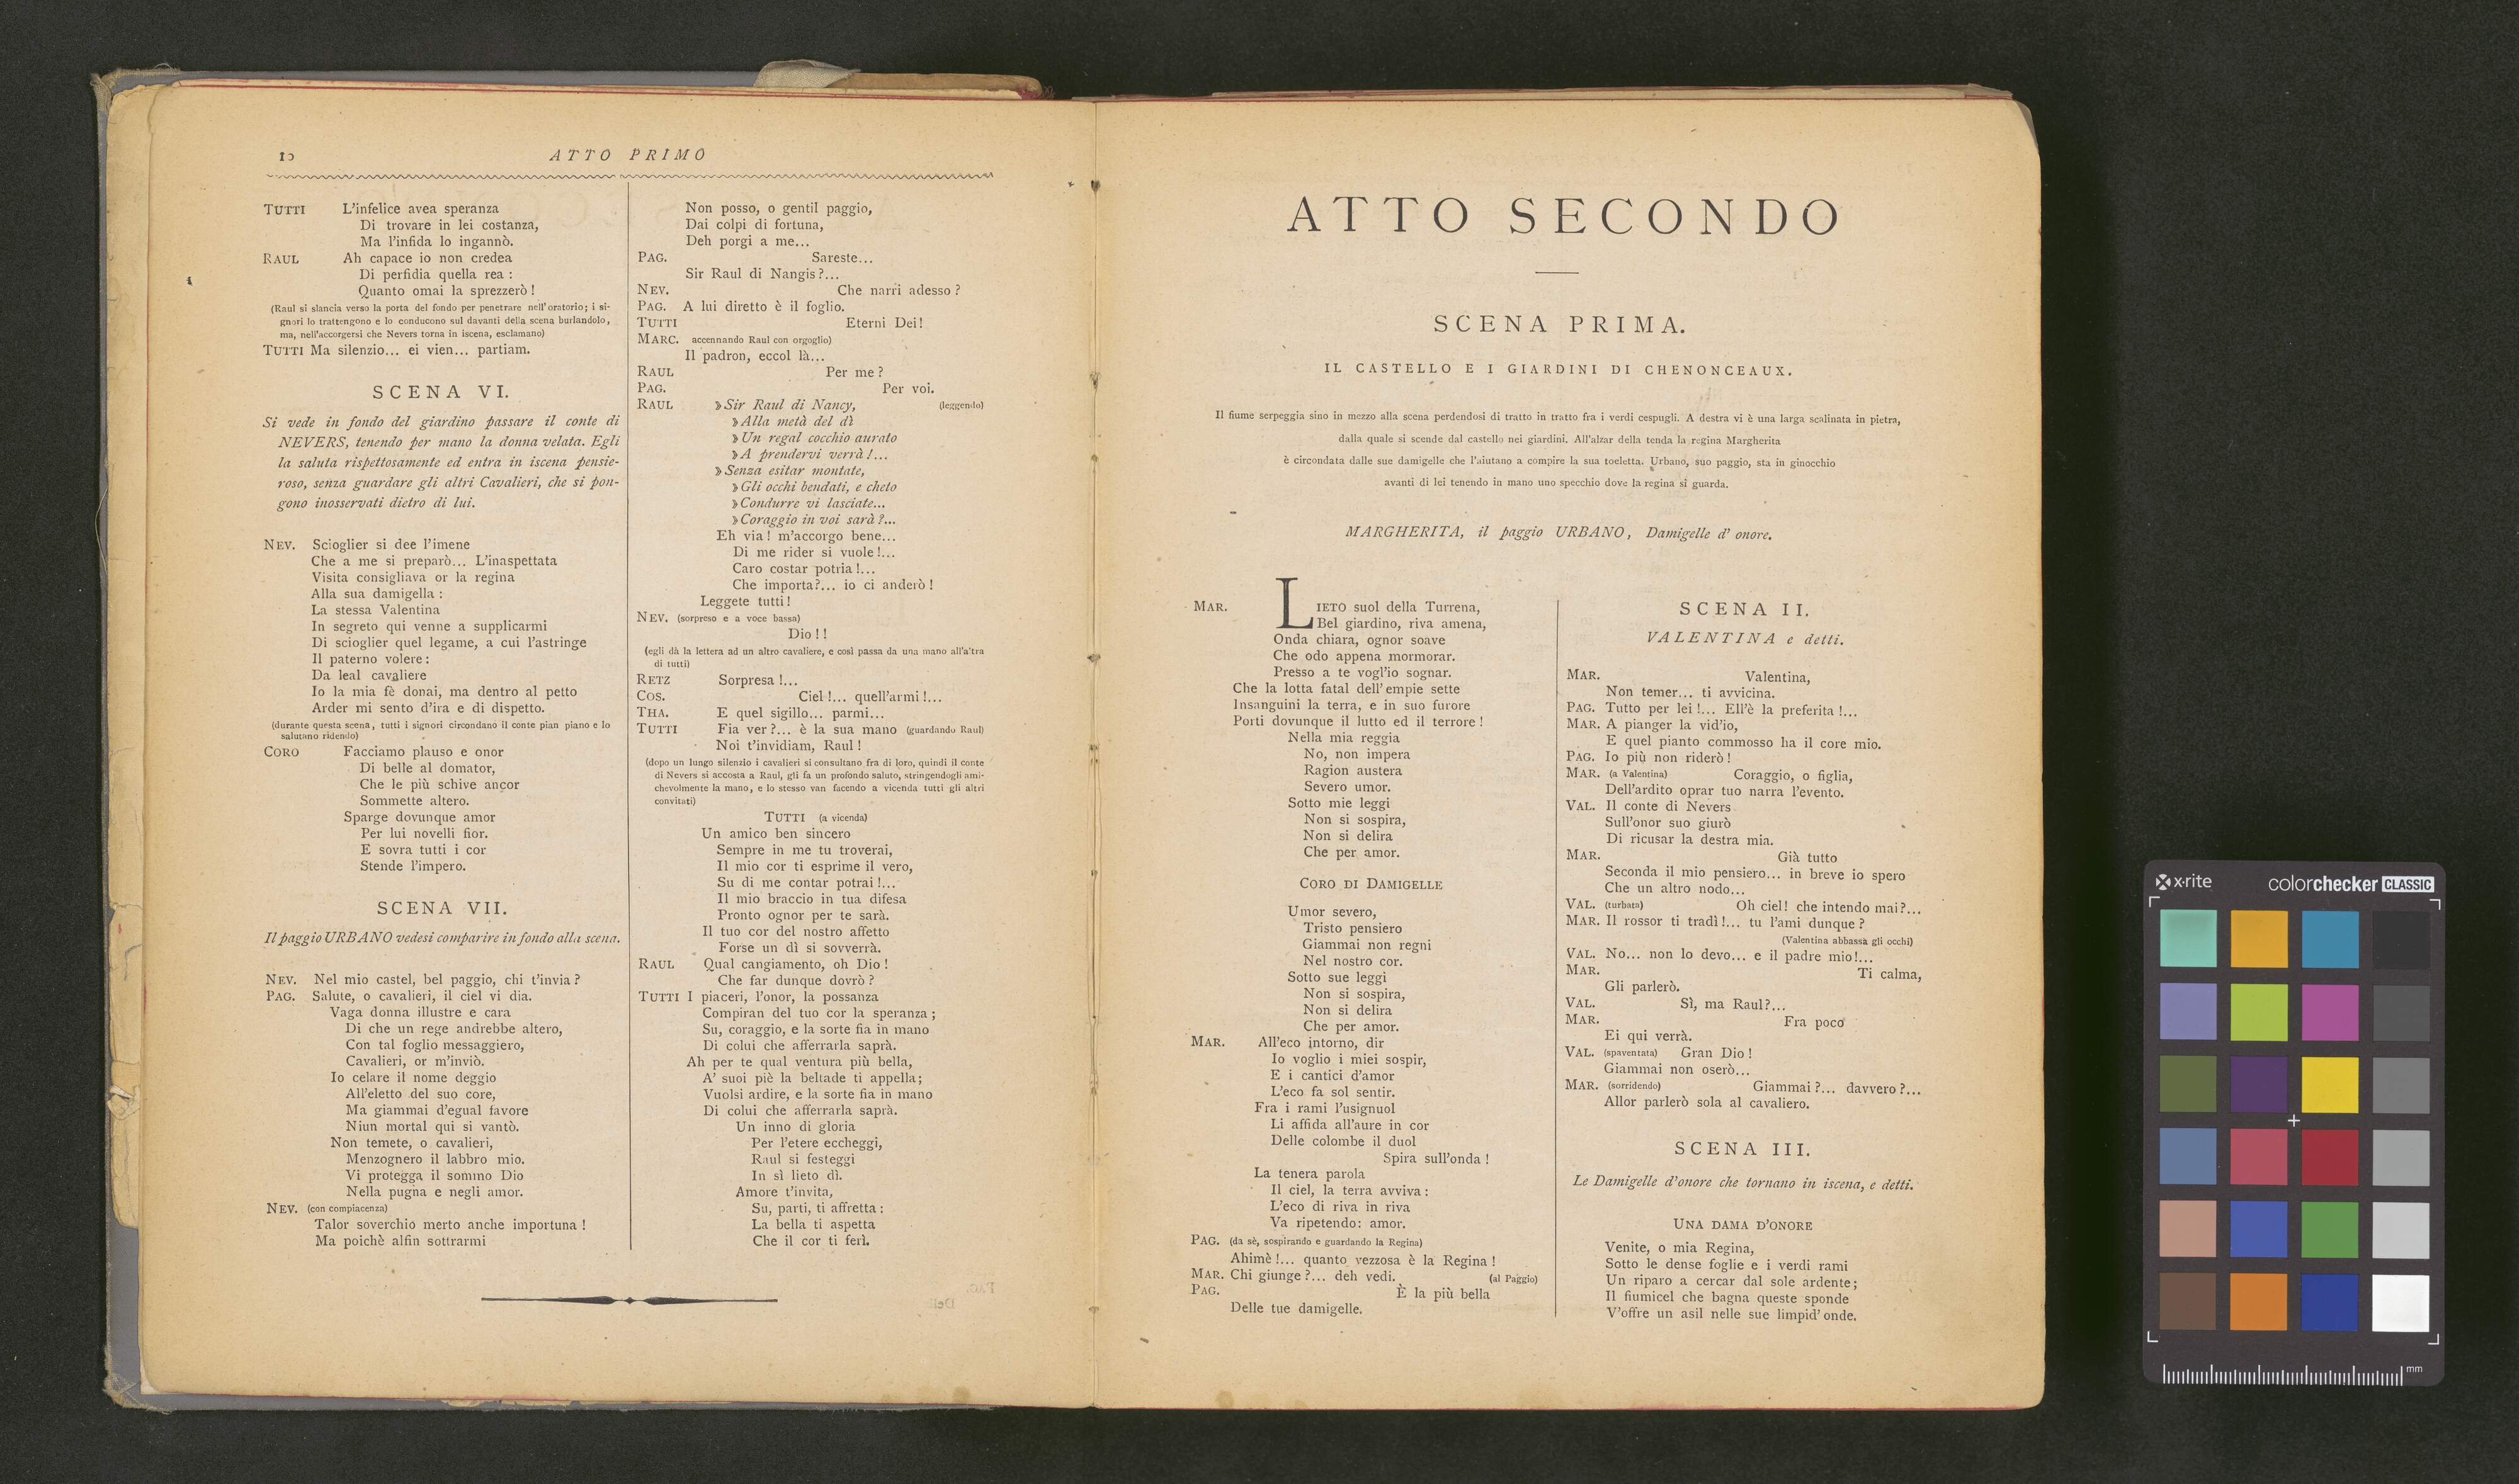 10
ATTO PRIMO
TUTTI L'infelice avea speranza
Di trovare in lei costanza,
Ma l'infida lo ingannò.
RAUL Ah capace io non credea
Di perfidia quella rea :
Quanto omai la sprezzerò !
(Raul si slancia verso la porta del fondo per penetrare nell'oratorio; i si-
gnori lo trattengono e lo conducono sul davanti della scena burlandolo,
ma, nell'accorgersi che Nevers torna in iscena, esclamano)
TUTTI Ma silenzio... ei vien... partiam.
SCENA VI.
Si vede in fondo del giardino passare il conte di
NEVERS, tenendo per mano la donna velata. Egli
la saluta rispettosamente ed entra in iscena pensie-
roso, senza guardare gli altri Cavalieri, che si pon-
gono inosservati dietro di lui.
NEV. Scioglier si dee l'imene
Che a me si preparò... L'inaspettata
Visita consigliava or la regina
Alla sua damigella :
La stessa Valentina
In segreto qui venne a supplicarmi
Di scioglier quel legame, a cui l'astringe
Il paterno volere :
Da leal cavaliere
Io la mia fè donai, ma dentro al petto
Arder mi sento d'ira e di dispetto.
(durante questa scena, tutti i signori circondano il conte pian piano e lo
salutano ridendo)
CORO Facciamo plauso e onor
Di belle al domator,
Che le più schive ancor
Sommette altero.
Sparge dovunque amor
Per lui novelli fior.
E sovra tutti i cor
Stende l'impero.
SCENA VII.
Il paggio URBANO vedesi comparire in fondo alla scena.
NEV. Nel mio castel, bel paggio, chi t'invia ?
PAG. Salute, o cavalieri, il ciel vi dia.
Vaga donna illustre e cara
Di che un rege andrebbe altero,
Con tal foglio messaggiero,
Cavalieri, or m'inviò.
Io celare il nome deggio
All'eletto del suo core,
Ma giammai d'egual favore
Niun mortal qui si vantò.
Non temete, o cavalieri,
Menzognero il labbro mio.
Vi protegga il sommo Dio
Nella pugna e negli amor.
NEV. (con compiacenza)
Talor soverchio merto anche importuna !
Ma poichè alfin sottrarmi
Non posso, o gentil paggio,
Dai colpi di fortuna,
Deh porgi a me...
PAG. Sareste...
Sir Raul di Nangis ?...
NEV. Che narri adesso ?
PAG. A lui diretto è il foglio.
TUTTI Eterni Dei !
MARC. accennando Raul con orgoglio)
Il padron, eccol là...
RAUL Per me ?
PAG. Per voi.
RAUL » Sir Raul di Nancy, (leggendo)
» Alla metà del dì
» Un regal cocchio aurato
» A prendervi verrà !...
» Senza esitar montate,
» Gli occhi bendati, e cheto
» Condurre vi lasciate...
» Coraggio in voi sarà ?...
Eh via ! m'accorgo bene...
Di me rider si vuole !...
Caro costar potria !...
Che importa?... io ci anderò !
Leggete tutti !
NEV. (sorpreso e a voce bassa)
Dio ! !
(egli dà la lettera ad un altro cavaliere, e così passa da una mano all'altra
di tutti)
RETZ Sorpresa !...
COS. Ciel !... quell'armi !...
THA. E quel sigillo... parmi...
TUTTI Fia ver ?... è la sua mano (guardando Raul)
Noi t'invidiam, Raul !
(dopo un lungo silenzio i cavalieri si consultano fra di loro, quindi il conte
di Nevers si accosta a Raul, gli fa un profondo saluto, stringendogli ami-
chevolmente la mano, e lo stesso van facendo a vicenda tutti gli altri
convitati)
TUTTI (a vicenda)
Un amico ben sincero
Sempre in me tu troverai,
Il mio cor ti esprime il vero,
Su di me contar potrai !...
Il mio braccio in tua difesa
Pronto ognor per te sarà.
Il tuo cor del nostro affetto
Forse un dì si sovverrà.
RAUL Qual cangiamento, oh Dio !
Che far dunque dovrò ?
TUTTI I piaceri, l'onor, la possanza
Compiran del tuo cor la speranza ;
Su, coraggio, e la sorte fia in mano
Di colui che afferrarla saprà.
Ah per te qual ventura più bella,
A' suoi piè la beltade ti appella;
Vuolsi ardire, e la sorte fia in mano
Di colui che afferrarla saprà.
Un inno di gloria
Per l'etere eccheggi,
Raul si festeggi
In sì lieto dì.
Amore t'invita,
Su, parti, ti affretta :
La bella ti aspetta
Che il cor ti ferì.
ATTO SECONDO
SCENA PRIMA.
IL CASTELLO E I GIARDINI DI CHENONCEAUX.
Il fiume serpeggia sino in mezzo alla scena perdendosi di tratto in tratto fra i verdi cespugli. A destra vi è una larga scalinata in pietra,
dalla quale si scende dal castello nei giardini. All'alzar della tenda la regina Margherita
è circondata dalle sue damigelle che l'aiutano a compire la sua toeletta. Urbano, suo paggio, sta in ginocchio
avanti di lei tenendo in mano uno specchio dove la regina si guarda.
MARGHERITA, il paggio URBANO, Damigelle d' onore.
MAR. LIETO suol della Turrena,
Bel giardino, riva amena,
Onda chiara, ognor soave
Che odo appena mormorar.
Presso a te vogl'io sognar.
Che la lotta fatal dell' empie sette
Insanguini la terra, e in suo furore
Porti dovunque il lutto ed il terrore !
Nella mia reggia
No, non impera
Ragion austera
Severo umor.
Sotto mie leggi
Non si sospira,
Non si delira
Che per amor.
CORO DI DAMIGELLE
Umor severo,
Tristo pensiero
Giammai non regni
Nel nostro cor.
Sotto sue leggi
Non si sospira,
Non si delira
Che per amor.
MAR. All'eco intorno, dir
Io voglio i miei sospir,
E i cantici d'amor
L'eco fa sol sentir.
Fra i rami l'usignuol
Li affida all'aure in cor
Delle colombe il duol
Spira sull'onda !
La tenera parola
Il ciel, la terra avviva :
L'eco di riva in riva
Va ripetendo: amor.
PAG. (da sè, sospirando e guardando la Regina)
Ahimè !... quanto vezzosa è la Regina !
MAR. Chi giunge ?... deh vedi. (al Paggio)
PAG. È la più bella
Delle tue damigelle.
SCENA II.
VALENTINA e detti.
MAR. Valentina,
Non temer... ti avvicina.
PAG. Tutto per lei !... Ell'è la preferita !...
MAR. A pianger la vid'io,
E quel pianto commosso ha il core mio.
PAG. Io più non riderò !
MAR. (a Valentina) Coraggio, o figlia,
Dell'ardito oprar tuo narra l'evento.
VAL. Il conte di Nevers
Sull'onor suo giurò
Di ricusar la destra mia.
MAR. Già tutto
Seconda il mio pensiero... in breve io spero
Che un altro nodo...
VAL. (turbata) Oh ciel ! che intendo mai ?...
MAR. Il rossor ti tradì !... tu l'ami dunque ?
(Valentina abbassa gli occhi)
VAL. No... non lo devo... e il padre mio!...
MAR. Ti calma,
Gli parlerò.
VAL. Sì, ma Raul?...
MAR. Fra poco
Ei qui verrà.
VAL. (spaventata) Gran Dio !
Giammai non oserò...
MAR. (sorridendo) Giammai ?... davvero ?...
Allor parlerò sola al cavaliero.
SCENA III.
Le Damigelle d'onore che tornano in iscena, e detti.
UNA DAMA D'ONORE
Venite, o mia Regina,
Sotto le dense foglie e i verdi rami
Un riparo a cercar dal sole ardente;
Il fiumicel che bagna queste sponde
V'offre un asil nelle sue limpid' onde.
x-rite
colorchecker CLASSIC
mm